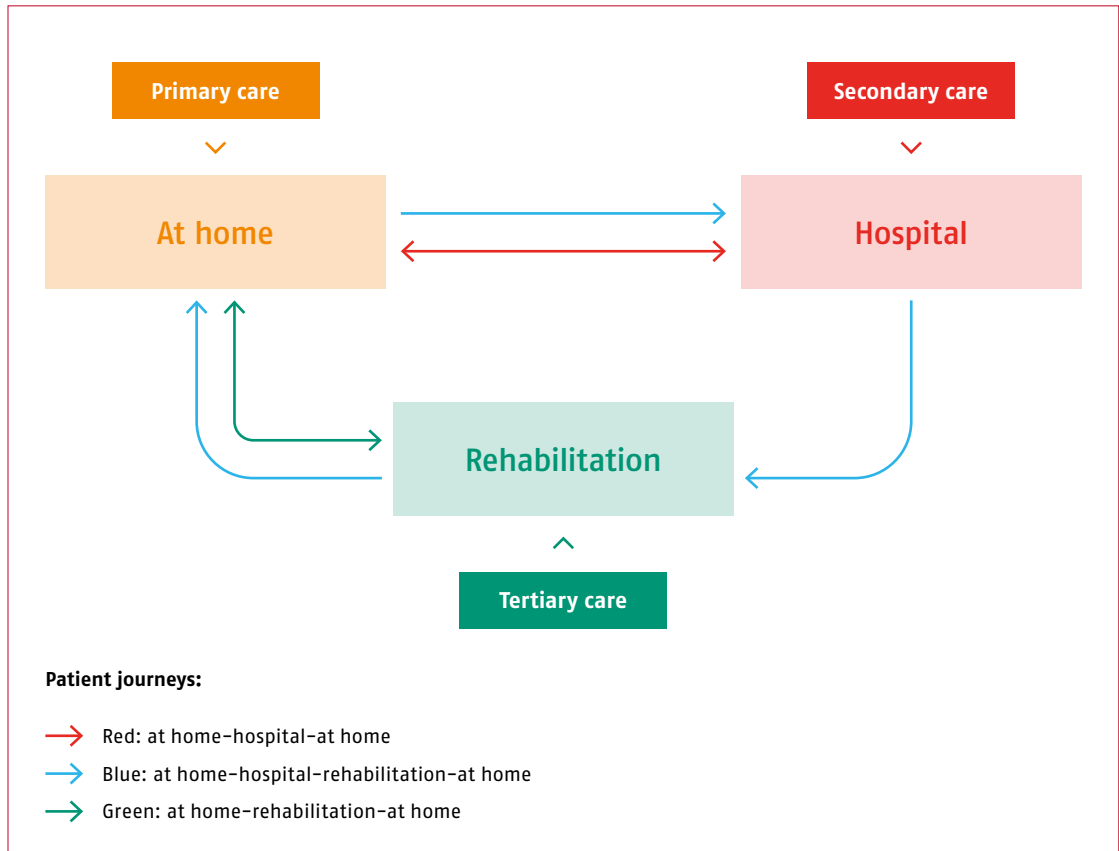 Primary care
Secondary care
At home
Hospital
Rehabilitation
Tertiary care
Patient journeys:
Red: at home–hospital–at home
Blue: at home–hospital–rehabilitation–at home
Green: at home–rehabilitation–at home